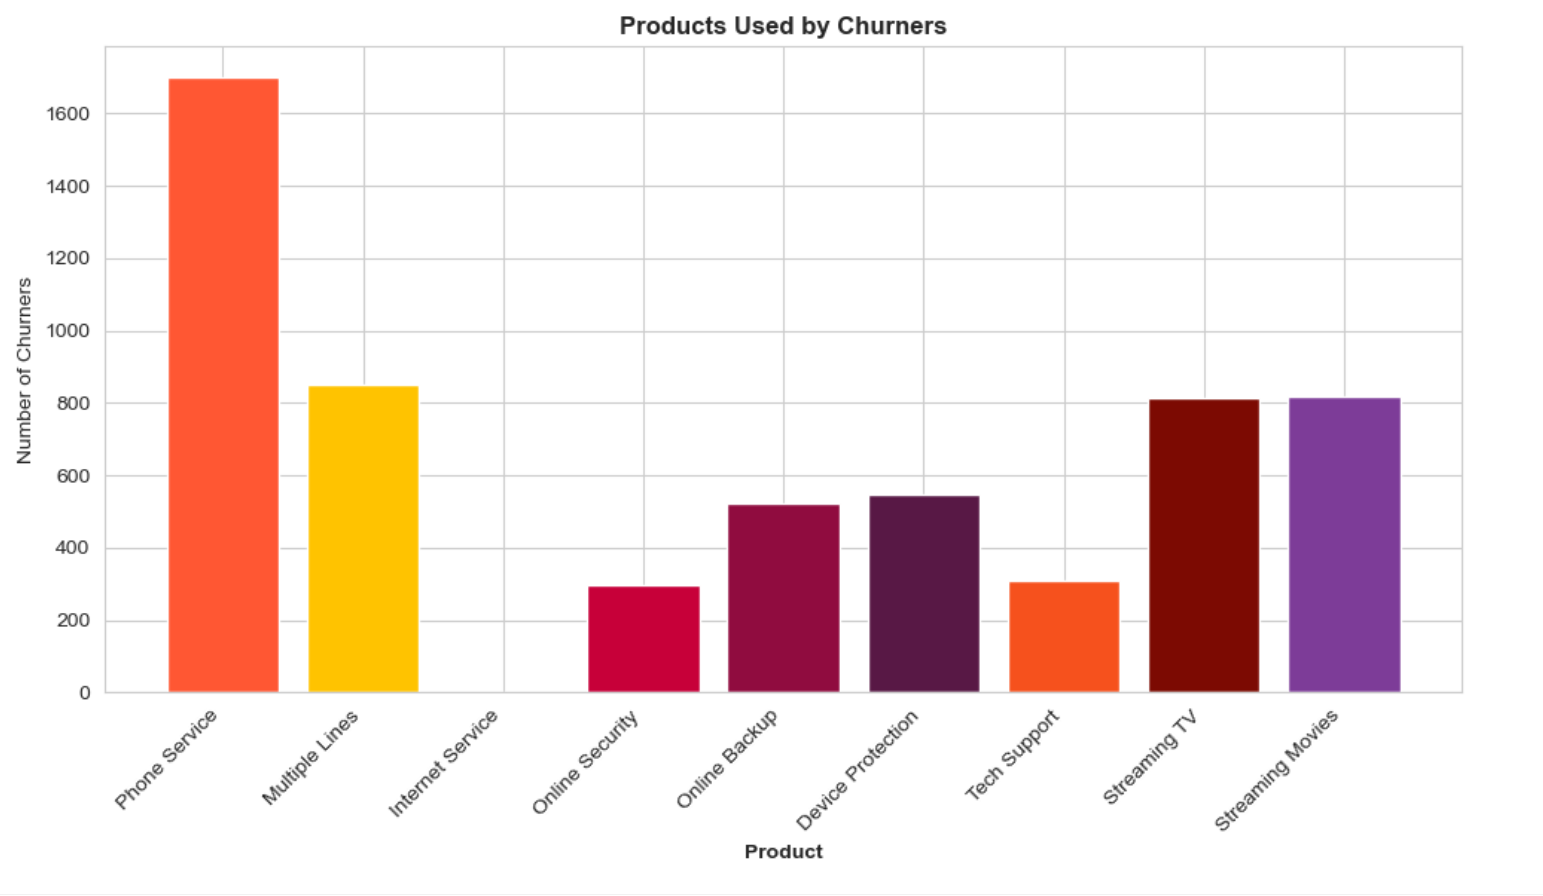 Products Used by Churners
Number of Churners
1600
1400
1200
1000
800
600
400
200
0
Phone Service
Multiple Lines
Internet Service
Online Security
Online Backup
Device Protection
Tech Support
Streaming TV
Streaming Movies
Product